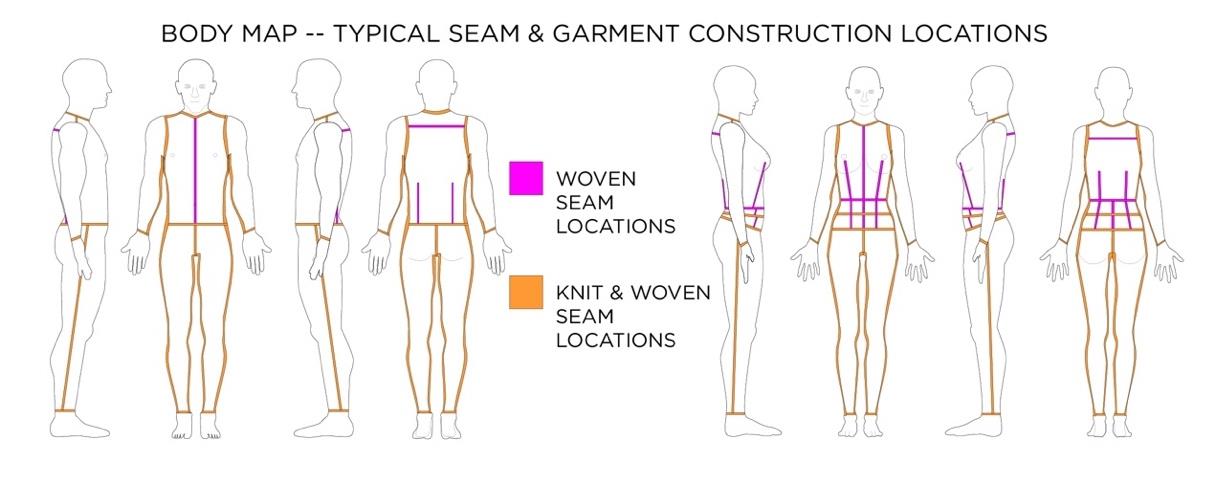 BODY MAP -- TYPICAL SEAM & GARMENT CONSTRUCTION LOCATIONS
WOVEN
SEAM
LOCATIONS
KNIT & WOVEN
SEAM
LOCATIONS